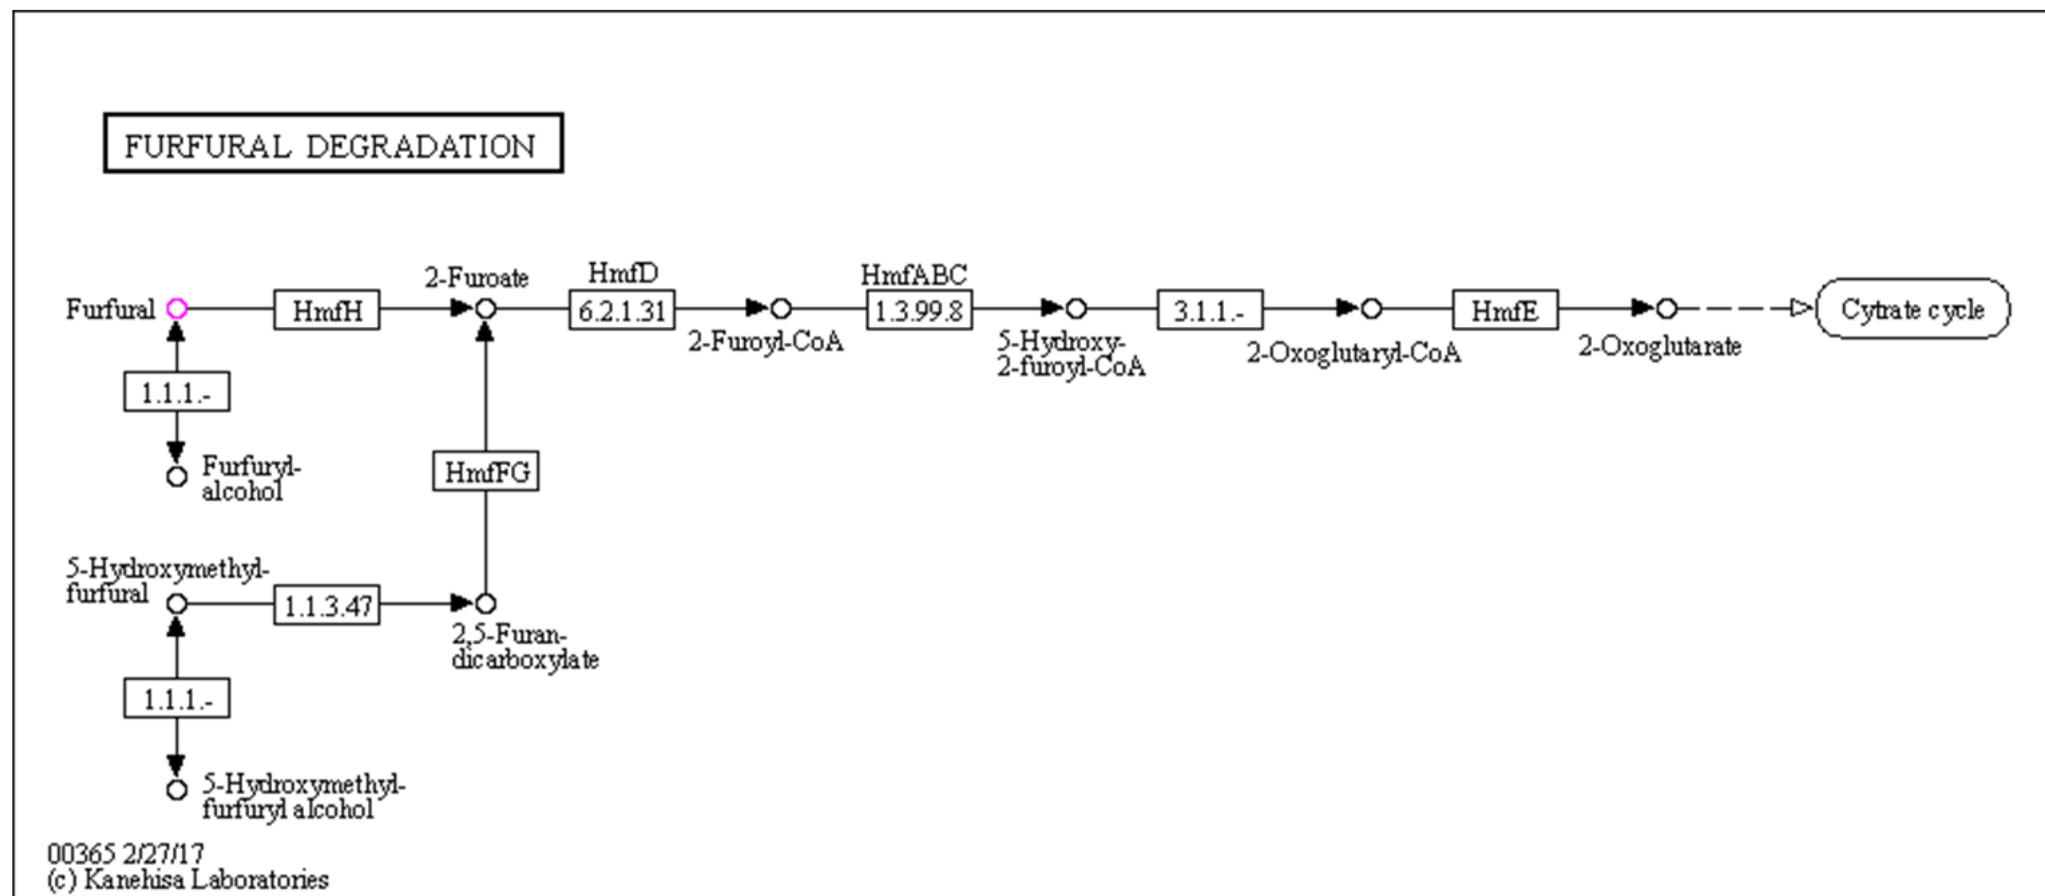 FURFURAL DEGRADATION
Furfural
HmfH
2-Furoate
HmfD
6.2.1.31
2-Furoyl-CoA
HmfABC
1.3.99.8
5-Hydroxy-
2-furoyl-CoA
3.1.1.-
2-Oxoglutaryl-CoA
HmfE
2-Oxoglutarate
Cytrate cycle
1.1.1.-
Furfuryl-
alcohol
HmfFG
5-Hydroxymethyl-
furfural
1.1.3.47
2,5-Furan-
dicarboxylate
1.1.1.-
5-Hydroxymethyl-
furfuryl alcohol
00365 2/27/17
(c) Kanehisa Laboratories